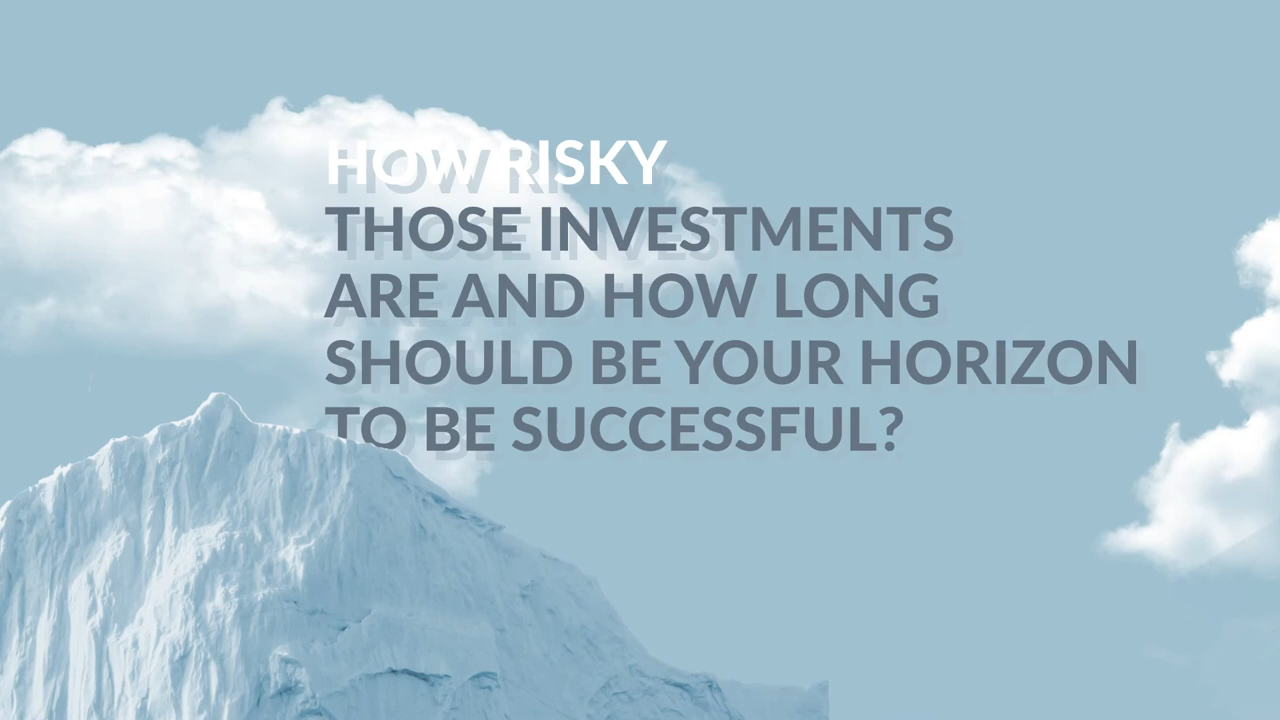 HOW RISKY
THOSE INVESTMENTS
ARE AND HOW LONG
SHOULD BE YOUR HORIZON
TO BE SUCCESSFUL?